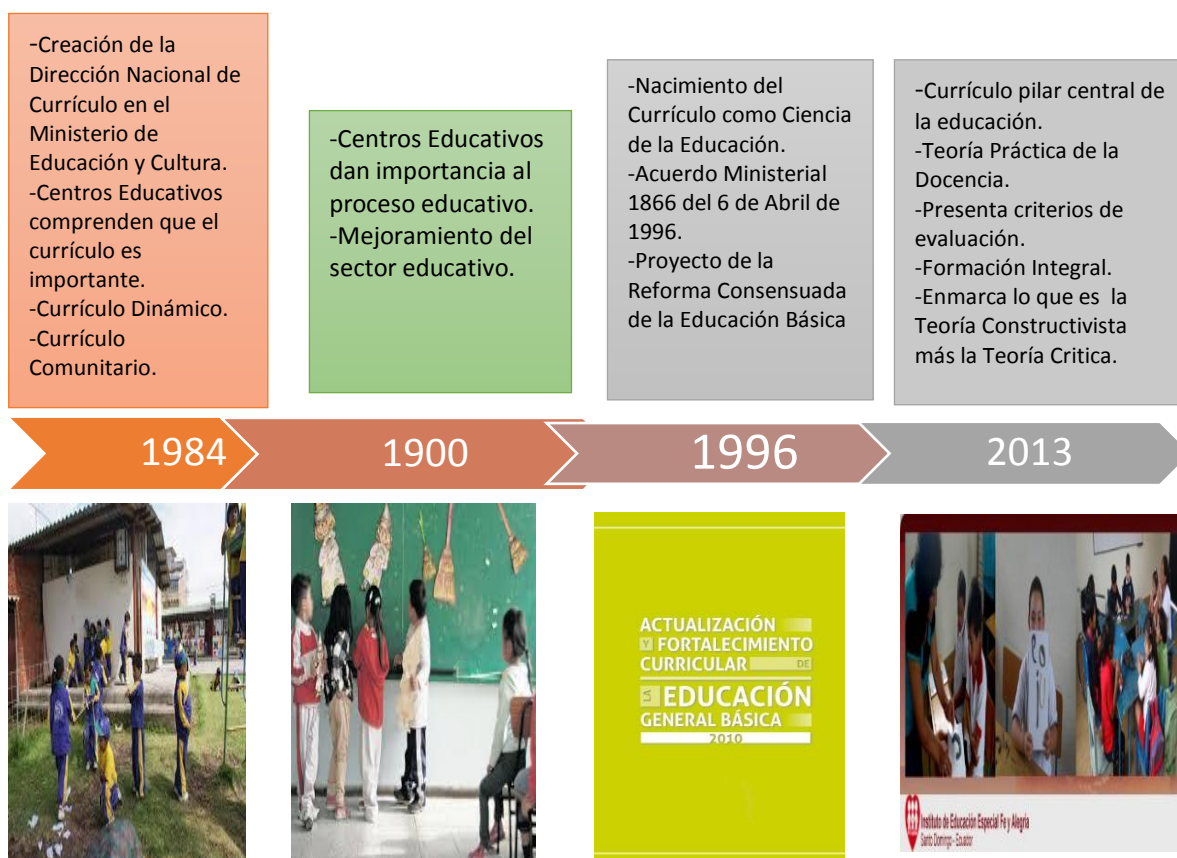 -Creación de la
Dirección Nacional de
Currículo en el
Ministerio de
Educación y Cultura.
-Centros Educativos
comprenden que el
currículo es
importante.
-Currículo Dinámico.
-Currículo
Comunitario.
-Centros Educativos
dan importancia al
proceso educativo.
-Mejoramiento del
sector educativo.
-Nacimiento del
Currículo como Ciencia
de la Educación.
-Acuerdo Ministerial
1866 del 6 de Abril de
1996.
-Proyecto de la
Reforma Consensuada
de la Educación Básica
-Currículo pilar central de
la educación.
-Teoría Práctica de la
Docencia.
-Presenta criterios de
evaluación.
-Formación Integral.
-Enmarca lo que es la
Teoría Constructivista
más la Teoría Critica.
1984
1900
1996
2013
ACTUALIZACIÓN
Y FORTALECIMIENTO
CURRICULAR DE
LA EDUCACIÓN
GENERAL BÁSICA
2010
Instituto de Educación Especial Fe y Alegría
Santo Domingo - Ecuador